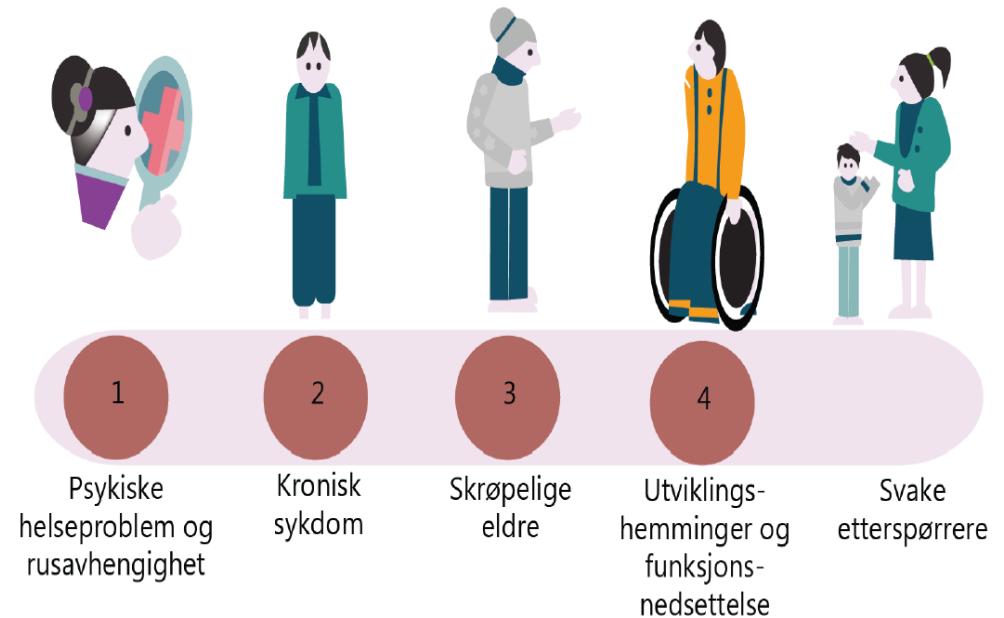 1
Psykiske
helseproblem og
rusavhengighet
2
Kronisk
sykdom
3
Skrøpelige
eldre
4
Utviklings-
hemminger og
funksjons-
nedsettelse
Svake
etterspørrere